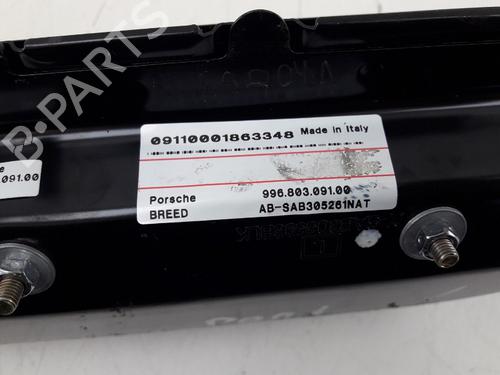 B-PARTS
09110001863348 Made in Italy
Porsche 996.803.091.00
BREED AB-SAB305261NAT
.091.00